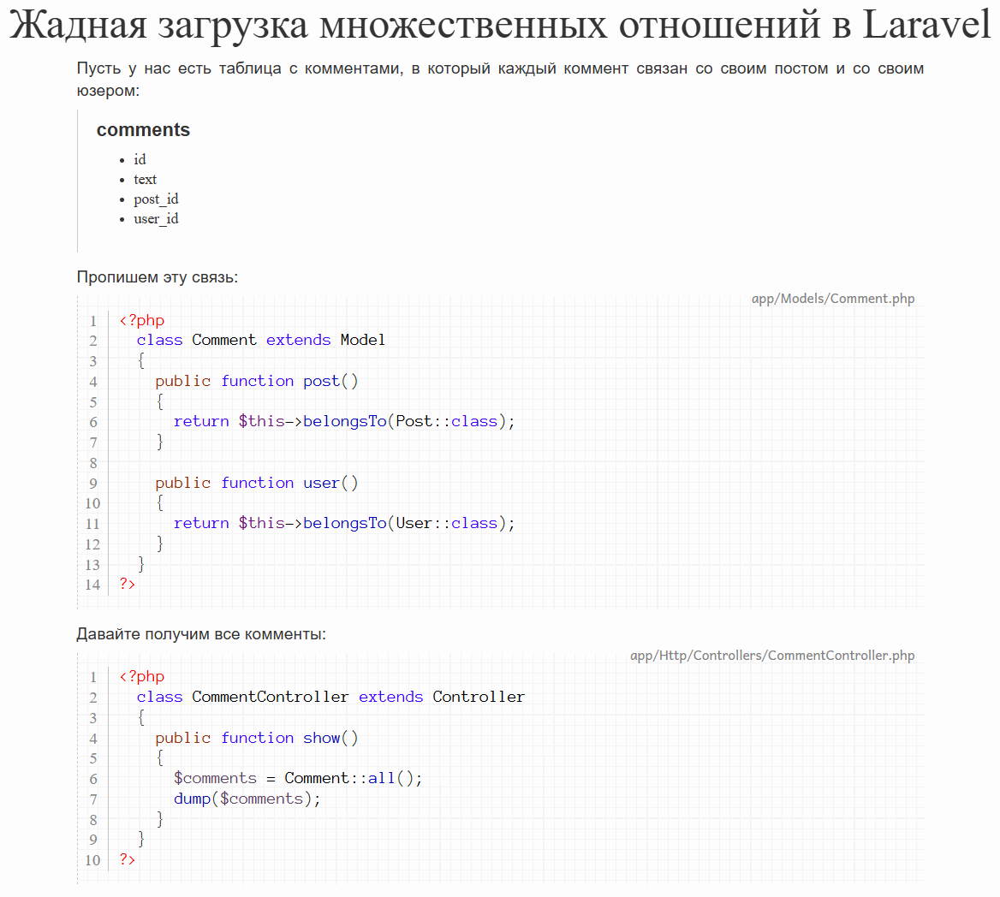 Жадная загрузка множественных отношений в Laravel
Пусть у нас есть таблица с комментами, в который каждый коммент связан со своим постом и со своим
юзером:
comments
• id
• text
• post_id
• user_id
Пропишем эту связь:
app/Models/Comment.php
1 <?php
2 class Comment extends Model
3 {
4 public function post()
5 {
6 return $this->belongsTo(Post::class);
7 }
8
9 public function user()
10 {
11 return $this->belongsTo(User::class);
12 }
13 }
14 ?>
Давайте получим все комменты:
app/Http/Controllers/CommentController.php
1 <?php
2 class CommentController extends Controller
3 {
4 public function show()
5 {
6 $comments = Comment::all();
7 dump($comments);
8 }
9 }
10 ?>